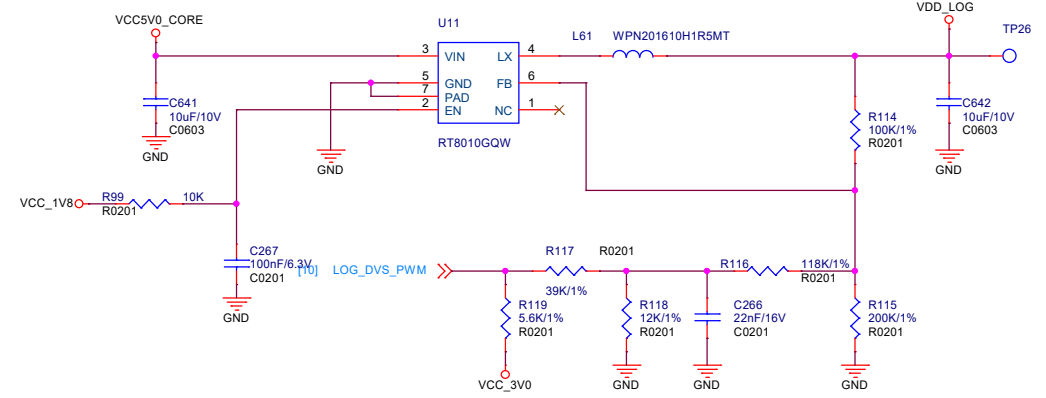 VCC5V0_CORE
U11
VDD_LOG
TP26
L61
WPN201610H1R5MT
3
VIN
LX
4
5
GND
FB
6
7
PAD
2
EN
NC
1
RT8010GQW
C641
10uF/10V
C0603
GND
GND
R114
100K/1%
R0201
C642
10uF/10V
C0603
GND
VCC_1V8
R99
10K
R0201
C267
100nF/6.3V
C0201
GND
[10]
LOG_DVS_PWM
R117
R0201
39K/1%
R116
118K/1%
R0201
R119
5.6K/1%
R0201
VCC_3V0
R118
12K/1%
R0201
GND
C266
22nF/16V
C0201
GND
R115
200K/1%
R0201
GND